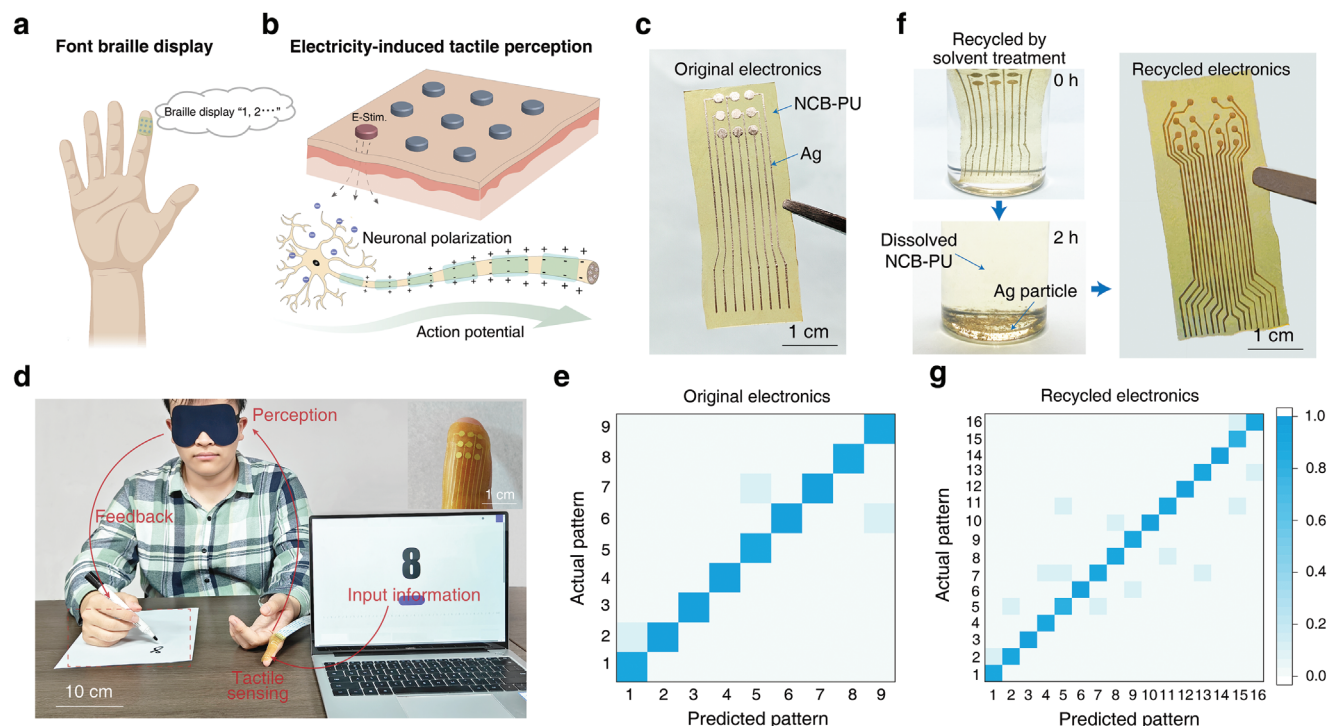 a
Font braille display
Braille display "1, 2···"
b
Electricity-induced tactile perception
E-Stim.
Neuronal polarization
Action potential
c
Original electronics
NCB-PU
Ag
1 cm
f
Recycled by
solvent treatment
0 h
2 h
Dissolved
NCB-PU
Ag particle
Recycled electronics
1 cm
d
Perception
Feedback
1 cm
8
Input information
Tactile
sensing
8
10 cm
e
Original electronics
Actual pattern
9
8
7
6
5
4
3
2
1
1 2 3 4 5 6 7 8 9
Predicted pattern
g
Recycled electronics
Actual pattern
16
15
14
13
12
11
10
9
8
7
6
5
4
3
2
1
1 2 3 4 5 6 7 8 9 10 11 12 13 14 15 16
Predicted pattern
1.0
0.8
0.6
0.4
0.2
0.0